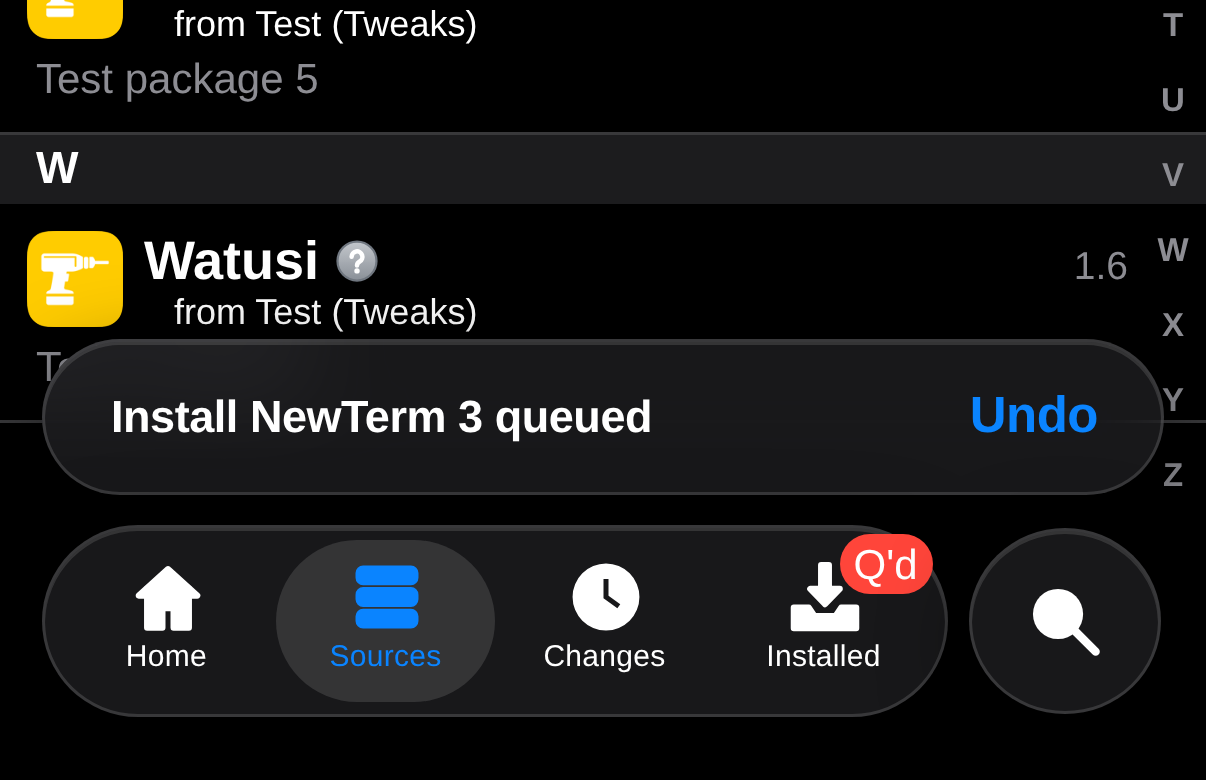 from Test (Tweaks)
Test package 5
W
Watusi
1.6
from Test (Tweaks)
Install NewTerm 3 queued
Undo
Q'd
Home
Sources
Changes
Installed
T
U
V
W
X
Y
Z